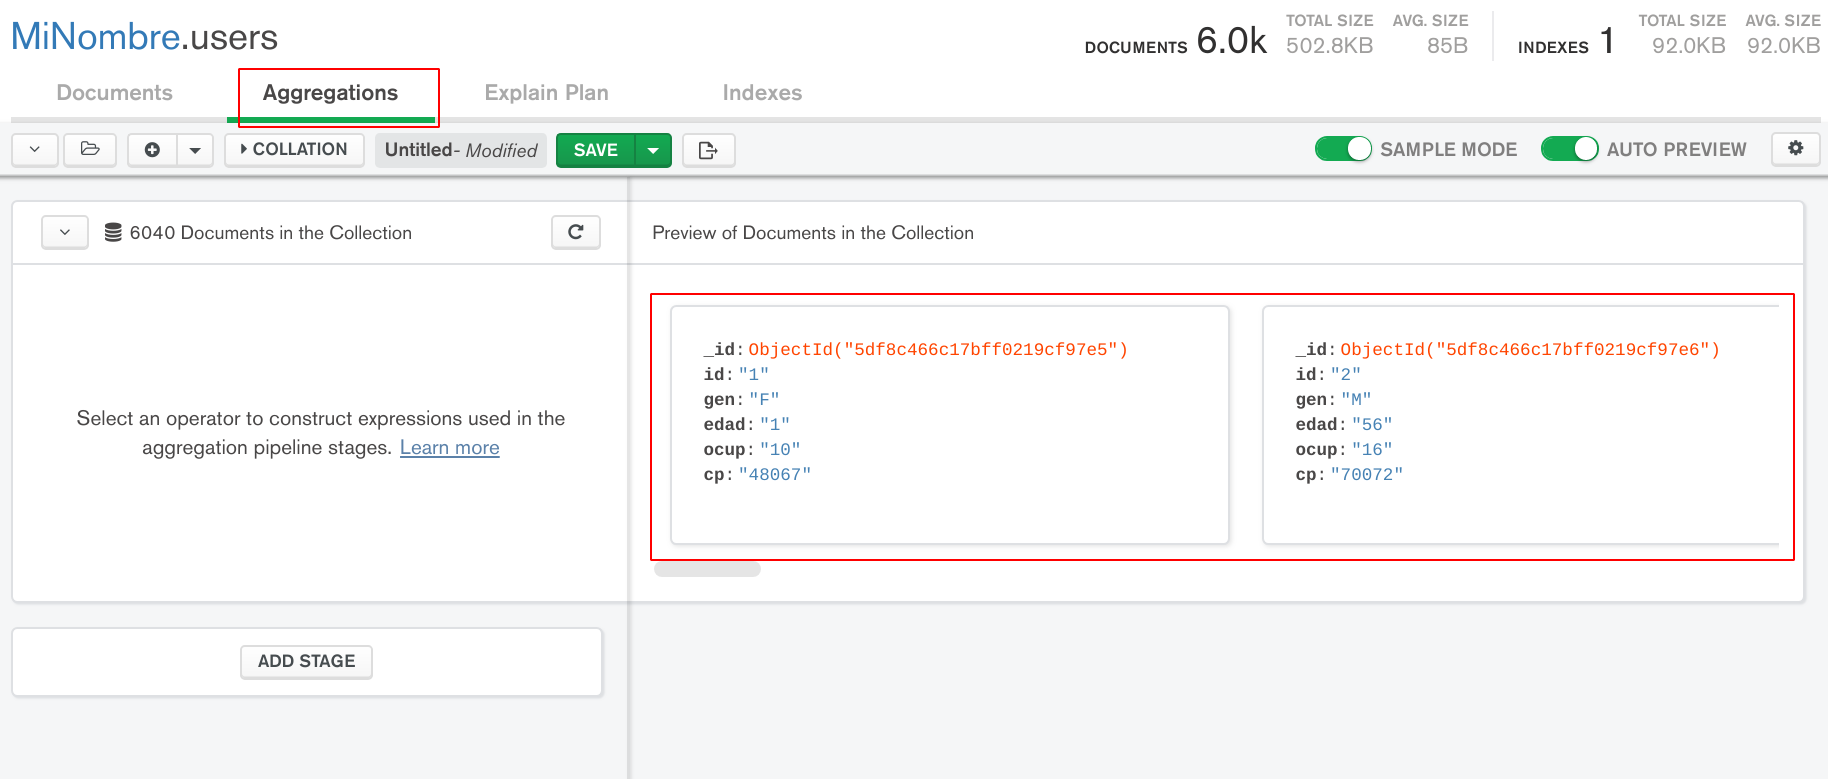 MiNombre.users
DOCUMENTS 6.0k TOTAL SIZE 502.8KB AVG. SIZE 85B INDEXES 1 TOTAL SIZE 92.0KB AVG. SIZE 92.0KB
Documents Aggregations Explain Plan Indexes
COLLATION Untitled- Modified SAVE SAMPLE MODE AUTO PREVIEW
6040 Documents in the Collection
Preview of Documents in the Collection
Select an operator to construct expressions used in the
aggregation pipeline stages. Learn more
_id: ObjectId("5df8c466c17bff0219cf97e5")
id: "1"
gen: "F"
edad: "1"
ocup: "10"
cp: "48067"
_id: ObjectId("5df8c466c17bff0219cf97e6")
id: "2"
gen: "M"
edad: "56"
ocup: "16"
cp: "70072"
ADD STAGE